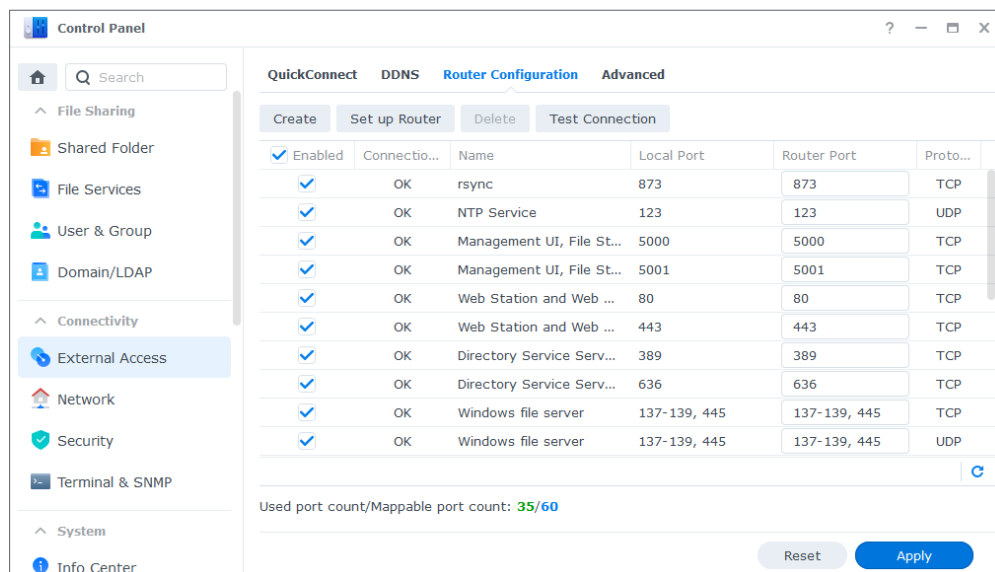 Control Panel
Search
File Sharing
Shared Folder
File Services
User & Group
Domain/LDAP
Connectivity
External Access
Network
Security
Terminal & SNMP
System
Info Center
QuickConnect DDNS Router Configuration Advanced
Create Set up Router Delete Test Connection
Enabled Connectio... Name Local Port Router Port Proto...
OK rsync 873 873 TCP
OK NTP Service 123 123 UDP
OK Management UI, File St... 5000 5000 TCP
OK Management UI, File St... 5001 5001 TCP
OK Web Station and Web ... 80 80 TCP
OK Web Station and Web ... 443 443 TCP
OK Directory Service Serv... 389 389 TCP
OK Directory Service Serv... 636 636 TCP
OK Windows file server 137-139, 445 137-139, 445 TCP
OK Windows file server 137-139, 445 137-139, 445 UDP
Used port count/Mappable port count: 35/60
Reset Apply